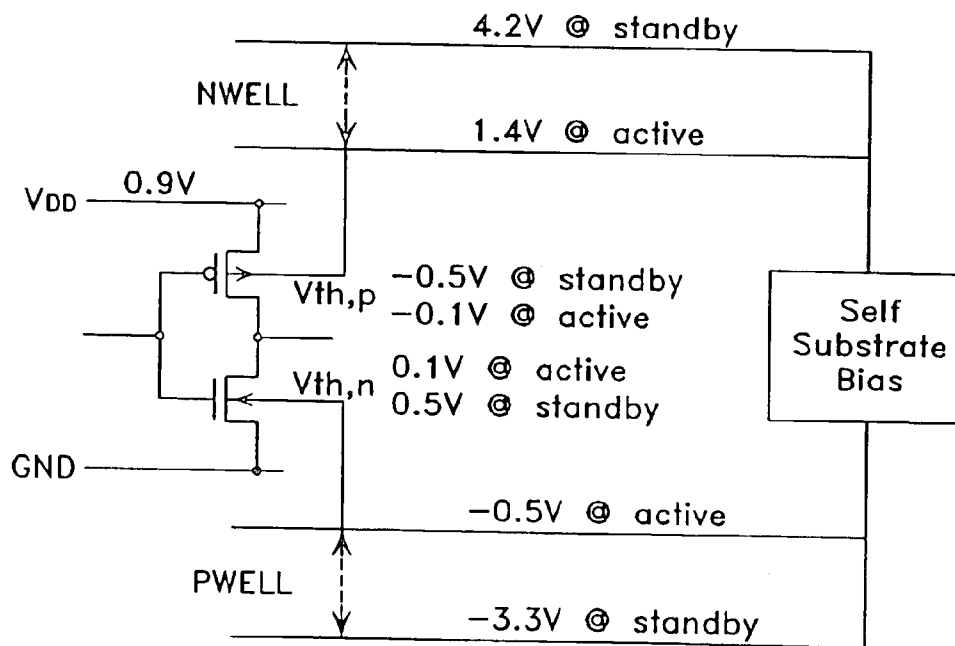 4.2V @ standby
NWELL
1.4V @ active
VDD
0.9V
Vth,p
-0.5V @ standby
-0.1V @ active
Self
Substrate
Bias
Vth,n
0.1V @ active
0.5V @ standby
GND
-0.5V @ active
PWELL
-3.3V @ standby